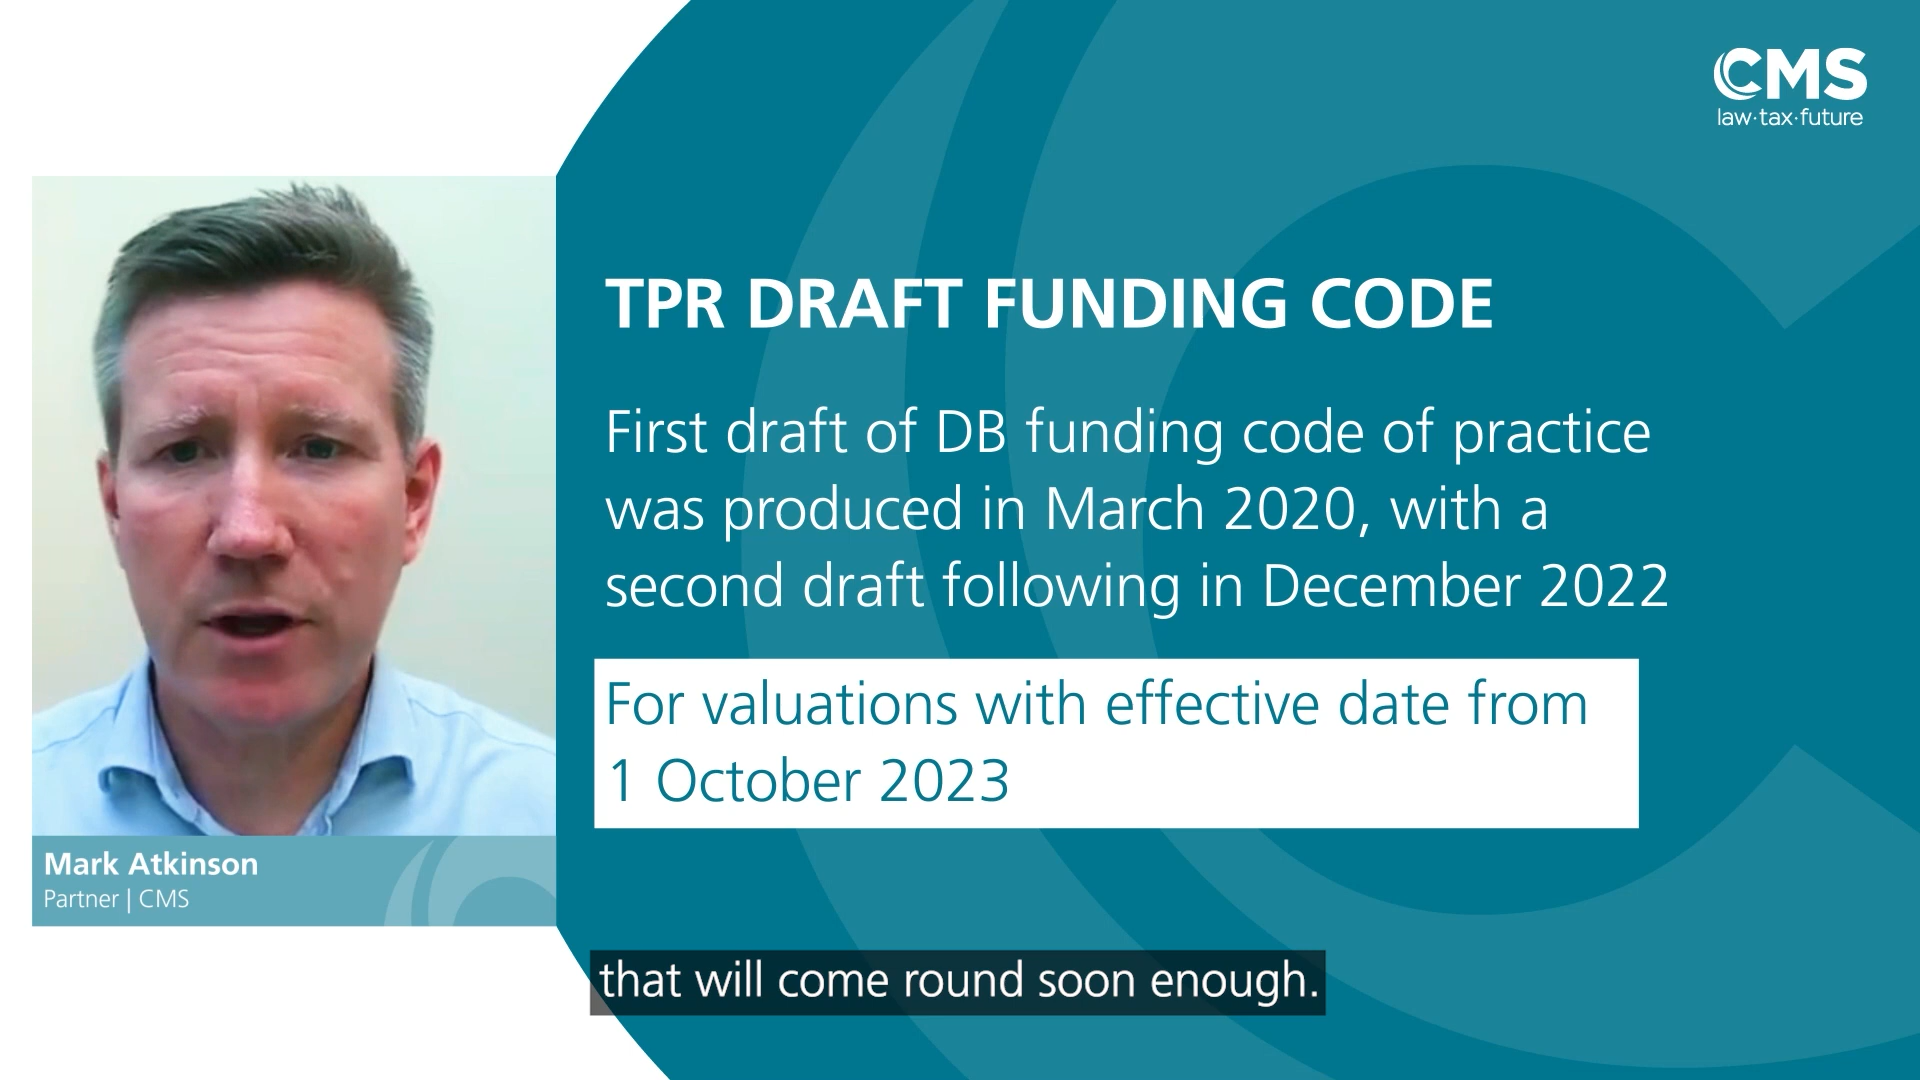 CMS
law·tax·future
TPR DRAFT FUNDING CODE
First draft of DB funding code of practice
was produced in March 2020, with a
second draft following in December 2022
For valuations with effective date from
1 October 2023
Mark Atkinson
Partner | CMS
that will come round soon enough.